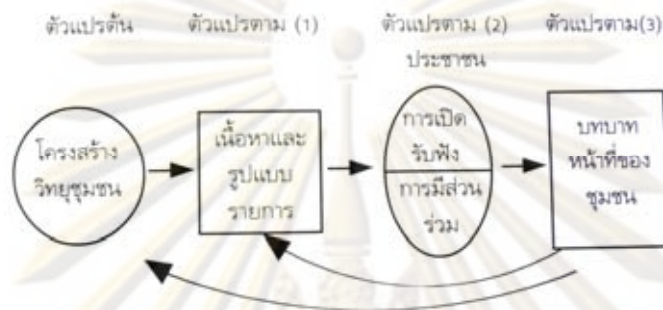 ตัวแปรต้น ตัวแปรตาม (1) ตัวแปรตาม (2) ตัวแปรตาม(3)
ประชาชน
โครงสร้าง
วิทยุชุมชน
เนื้อหาและ
รูปแบบ
รายการ
การเปิด
รับฟัง
การมีส่วน
ร่วม
บทบาท
หน้าที่ของ
ชุมชน